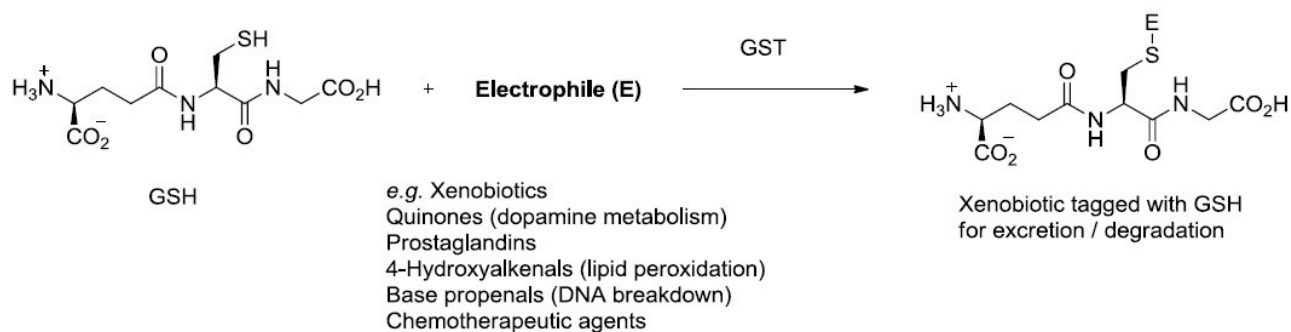 SH
O
H
N
CO₂H
H₃N⁺
N
H
O
CO₂⁻
GSH
+
Electrophile (E)
e.g. Xenobiotics
Quinones (dopamine metabolism)
Prostaglandins
4-Hydroxyalkenals (lipid peroxidation)
Base propenals (DNA breakdown)
Chemotherapeutic agents
GST
E
S
O
H
N
CO₂H
H₃N⁺
N
H
O
CO₂⁻
Xenobiotic tagged with GSH
for excretion / degradation